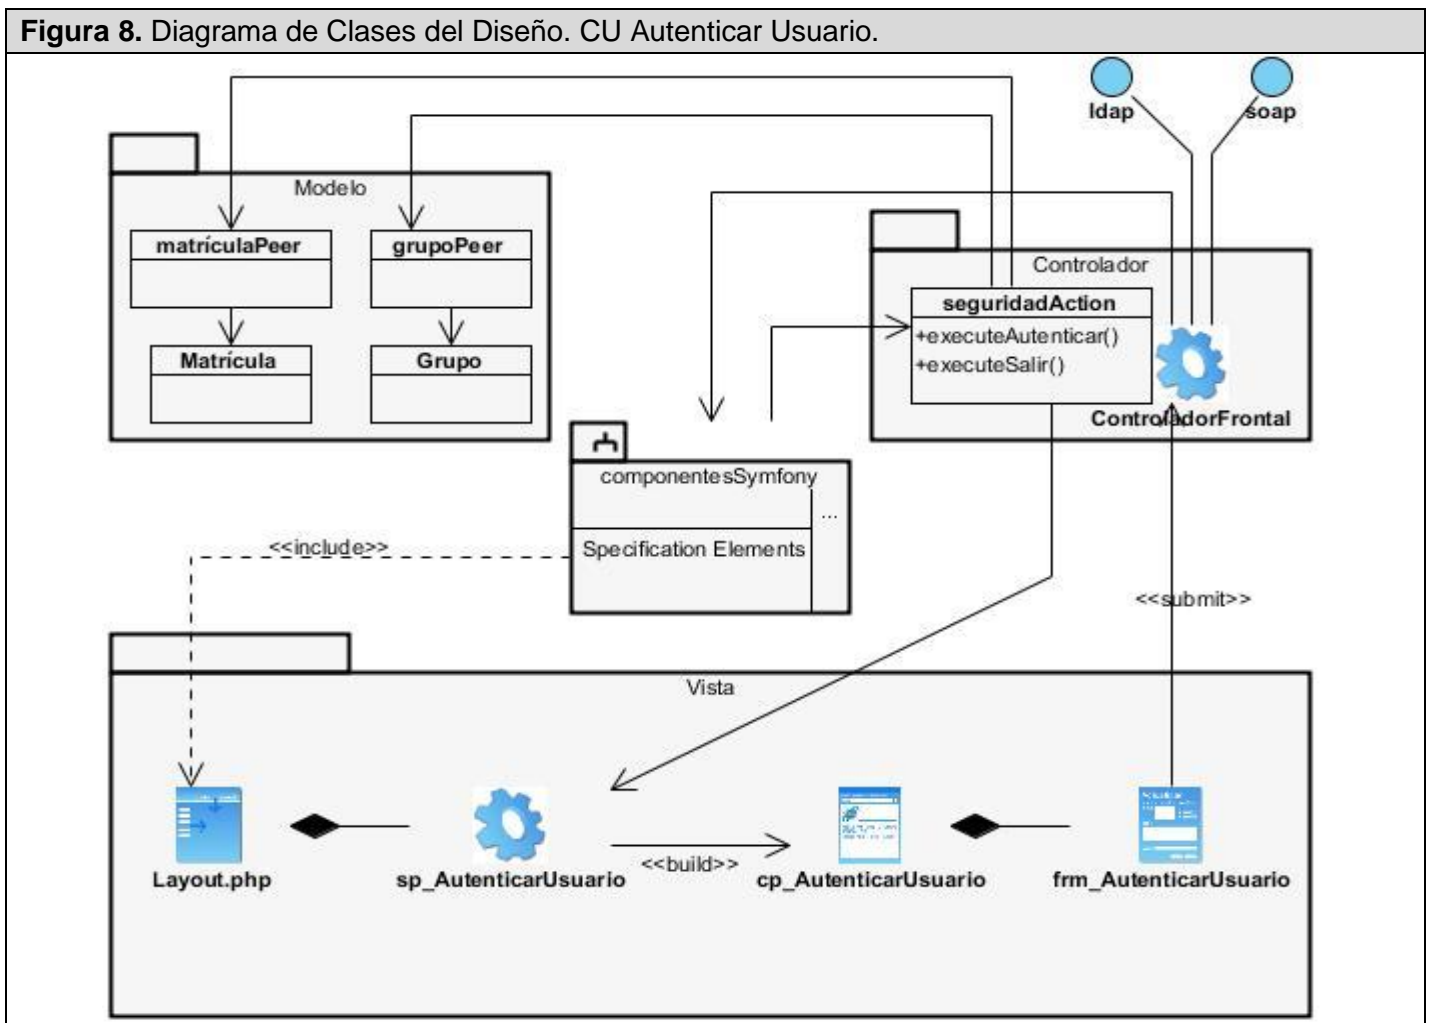 Figura 8. Diagrama de Clases del Diseño. CU Autenticar Usuario.
ldap
soap
Modelo
matrículaPeer
grupoPeer
Matrícula
Grupo
Controlador
seguridadAction
+executeAutenticar()
+executeSalir()
ControladorFrontal
componentesSymfony
...
Specification Elements
<<include>>
<<submit>>
Vista
Layout.php
sp_AutenticarUsuario
<<build>>
cp_AutenticarUsuario
frm_AutenticarUsuario